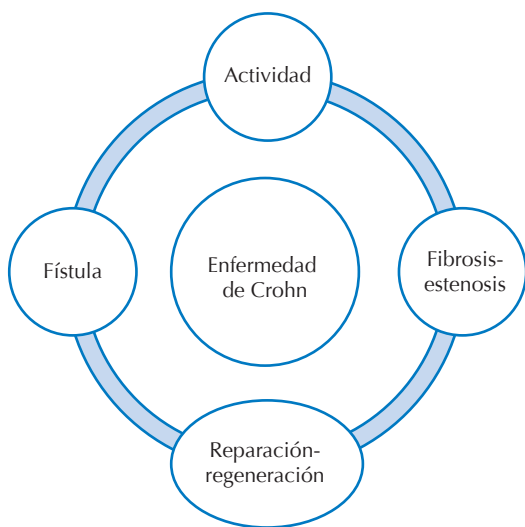 Actividad
Fístula
Enfermedad
de Crohn
Fibrosis-
estenosis
Reparación-
regeneración